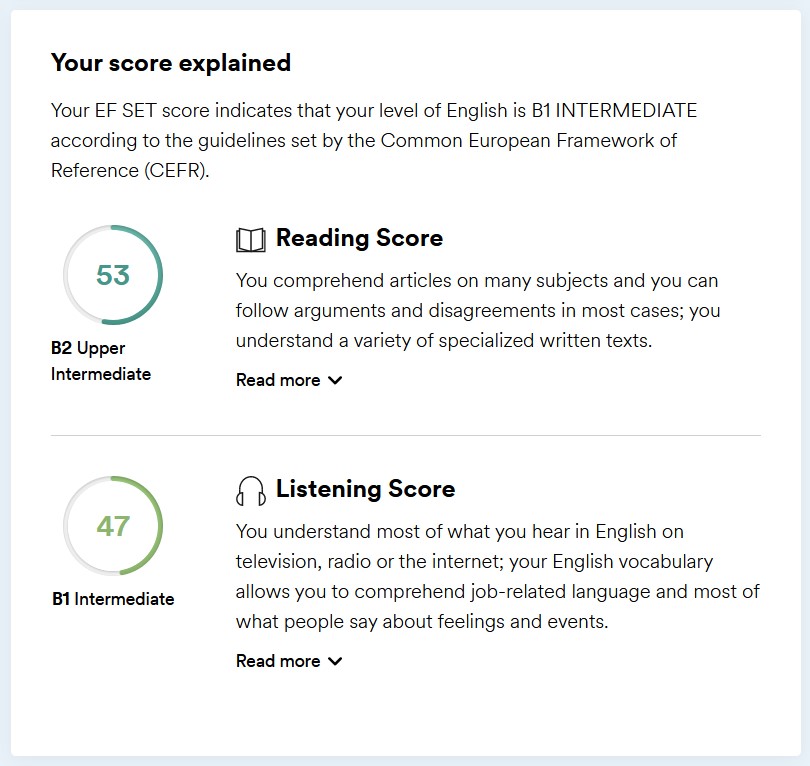 Your score explained
Your EF SET score indicates that your level of English is B1 INTERMEDIATE
according to the guidelines set by the Common European Framework of
Reference (CEFR).
53
B2 Upper
Intermediate
Reading Score
You comprehend articles on many subjects and you can
follow arguments and disagreements in most cases; you
understand a variety of specialized written texts.
Read more
47
B1 Intermediate
Listening Score
You understand most of what you hear in English on
television, radio or the internet; your English vocabulary
allows you to comprehend job-related language and most of
what people say about feelings and events.
Read more